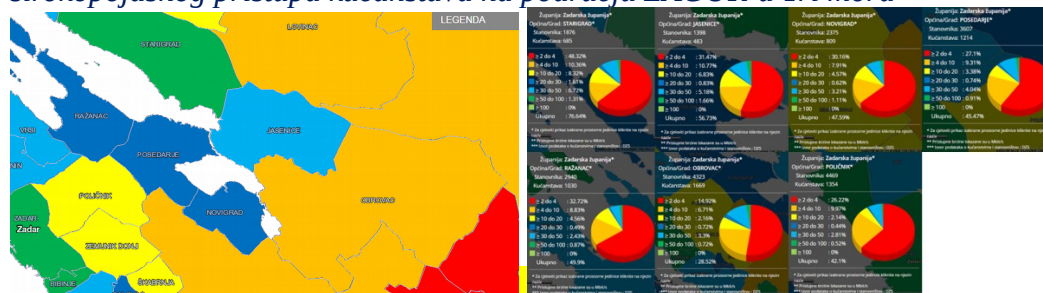 širokopojasnog pristupa kućanstava na području
LEGENDA
LOVINAC
STARIGRAD
RAŽANAC
VRSI
JASENICE
POSEDARJE
NIN
POLIČNIK
OBROVAC
NOVIGRAD
ZADAR
Zadar
ZEMUNIK DONJI
BIBINJE
ŠKABRNJA
Županija: Zadarska županija*
Općina/Grad: STARIGRAD*
Stanovnika: 1876
Kućanstava: 685
≥ 2 do 4 : 48.32%
≥ 4 do 10 : 10.36%
≥ 10 do 20 : 8.32%
≥ 20 do 30 : 1.61%
≥ 30 do 50 : 6.72%
≥ 50 do 100 : 1.31%
≥ 100 : 0%
Ukupno : 76.64%
Županija: Zadarska županija*
Općina/Grad: JASENICE*
Stanovnika: 1398
Kućanstava: 483
≥ 2 do 4 : 31.47%
≥ 4 do 10 : 10.77%
≥ 10 do 20 : 6.83%
≥ 20 do 30 : 0.83%
≥ 30 do 50 : 5.18%
≥ 50 do 100 : 1.66%
≥ 100 : 0%
Ukupno : 56.73%
Županija: Zadarska županija*
Općina/Grad: NOVIGRAD*
Stanovnika: 2375
Kućanstava: 809
≥ 2 do 4 : 30.16%
≥ 4 do 10 : 7.91%
≥ 10 do 20 : 4.57%
≥ 20 do 30 : 0.62%
≥ 30 do 50 : 3.21%
≥ 50 do 100 : 1.11%
≥ 100 : 0%
Ukupno : 47.59%
Županija: Zadarska županija*
Općina/Grad: POSEDARJE*
Stanovnika: 3607
Kućanstava: 1214
≥ 2 do 4 : 27.1%
≥ 4 do 10 : 9.31%
≥ 10 do 20 : 3.38%
≥ 20 do 30 : 0.74%
≥ 30 do 50 : 4.04%
≥ 50 do 100 : 0.91%
≥ 100 : 0%
Ukupno : 45.47%
Županija: Zadarska županija*
Općina/Grad: RAŽANAC*
Stanovnika: 2940
Kućanstava: 1030
≥ 2 do 4 : 32.72%
≥ 4 do 10 : 8.83%
≥ 10 do 20 : 4.56%
≥ 20 do 30 : 0.49%
≥ 30 do 50 : 2.43%
≥ 50 do 100 : 0.87%
≥ 100 : 0%
Ukupno : 49.9%
Županija: Zadarska županija*
Općina/Grad: OBROVAC*
Stanovnika: 4323
Kućanstava: 1669
≥ 2 do 4 : 14.92%
≥ 4 do 10 : 6.71%
≥ 10 do 20 : 2.16%
≥ 20 do 30 : 0.72%
≥ 30 do 50 : 3.3%
≥ 50 do 100 : 0.72%
≥ 100 : 0%
Ukupno : 28.52%
Županija: Zadarska županija*
Općina/Grad: POLIČNIK*
Stanovnika: 4469
Kućanstava: 1354
≥ 2 do 4 : 26.22%
≥ 4 do 10 : 9.97%
≥ 10 do 20 : 2.14%
≥ 20 do 30 : 0.44%
≥ 30 do 50 : 2.81%
≥ 50 do 100 : 0.52%
≥ 100 : 0%
Ukupno : 42.1%